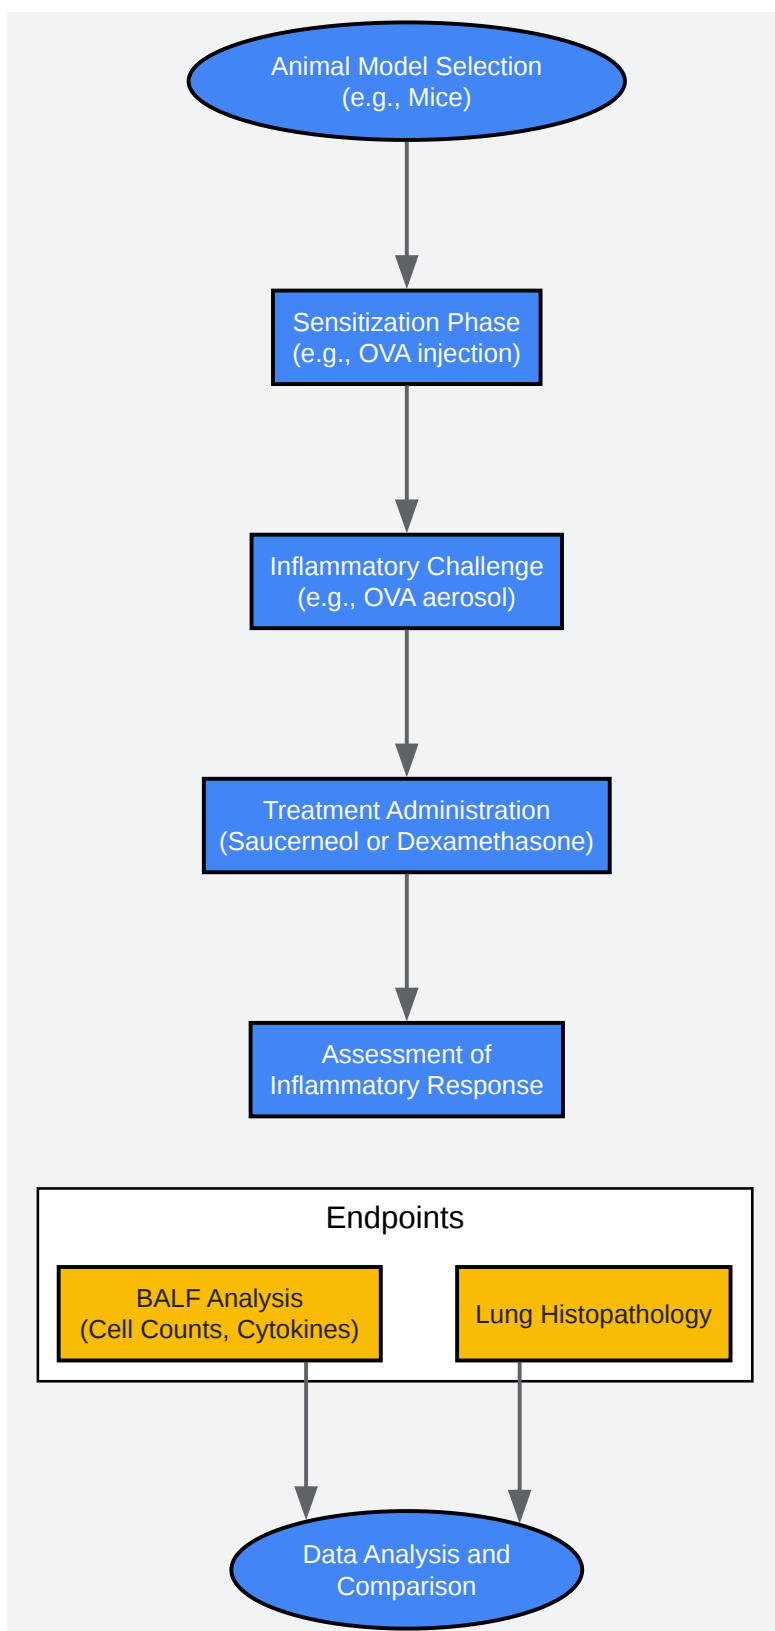 Animal Model Selection
(e.g., Mice)
Sensitization Phase
(e.g., OVA injection)
Inflammatory Challenge
(e.g., OVA aerosol)
Treatment Administration
(Saucerneol or Dexamethasone)
Assessment of
Inflammatory Response
Endpoints
BALF Analysis
(Cell Counts, Cytokines)
Lung Histopathology
Data Analysis and
Comparison